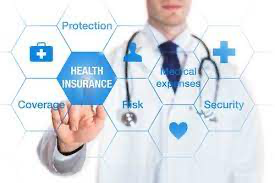 Protection
HEALTH
INSURANCE
Medical
expenses
Coverage
Risk
Security